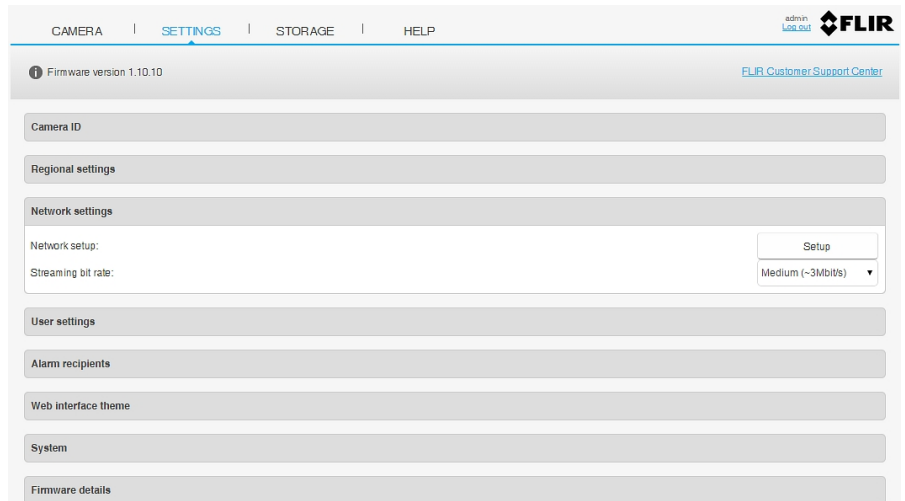 CAMERA | SETTINGS | STORAGE | HELP
admin
Log out
FLIR
Firmware version 1.10.10
FLIR Customer Support Center
Camera ID
Regional settings
Network settings
Network setup: Setup
Streaming bit rate: Medium (~3Mbit/s)
User settings
Alarm recipients
Web interface theme
System
Firmware details